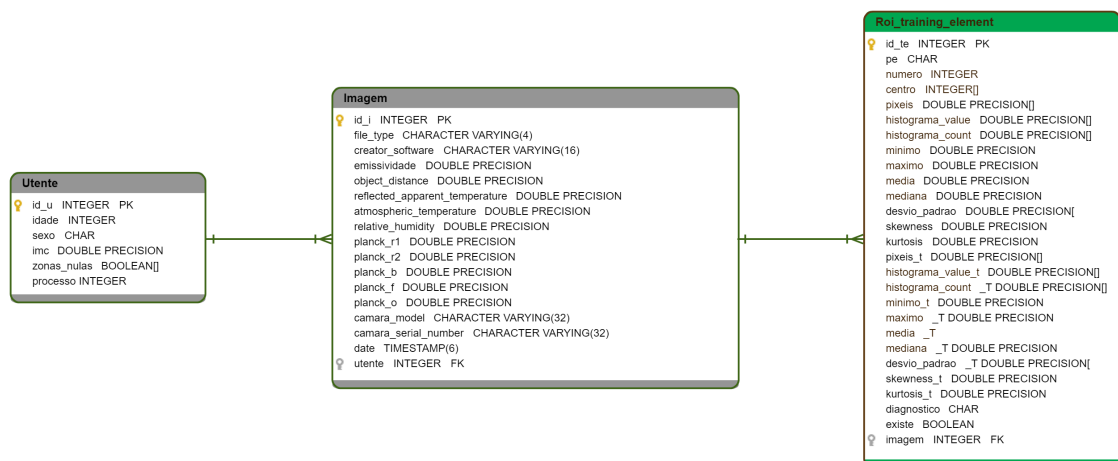 Utente
id_u INTEGER PK
idade INTEGER
sexo CHAR
imc DOUBLE PRECISION
zonas_nulas BOOLEAN[]
processo INTEGER
Imagem
id_i INTEGER PK
file_type CHARACTER VARYING(4)
creator_software CHARACTER VARYING(16)
emissividade DOUBLE PRECISION
object_distance DOUBLE PRECISION
reflected_apparent_temperature DOUBLE PRECISION
atmospheric_temperature DOUBLE PRECISION
relative_humidity DOUBLE PRECISION
planck_r1 DOUBLE PRECISION
planck_r2 DOUBLE PRECISION
planck_b DOUBLE PRECISION
planck_f DOUBLE PRECISION
planck_o DOUBLE PRECISION
camara_model CHARACTER VARYING(32)
camara_serial_number CHARACTER VARYING(32)
date TIMESTAMP(6)
utente INTEGER FK
Roi_training_element
id_te INTEGER PK
pe CHAR
numero INTEGER
centro INTEGER[]
pixeis DOUBLE PRECISION[]
histograma_value DOUBLE PRECISION[]
histograma_count DOUBLE PRECISION[]
minimo DOUBLE PRECISION
maximo DOUBLE PRECISION
media DOUBLE PRECISION
mediana DOUBLE PRECISION
desvio_padrao DOUBLE PRECISION[
skewness DOUBLE PRECISION
kurtosis DOUBLE PRECISION
pixeis_t DOUBLE PRECISION[]
histograma_value_t DOUBLE PRECISION[]
histograma_count _T DOUBLE PRECISION[]
minimo_t DOUBLE PRECISION
maximo _T DOUBLE PRECISION
media _T
mediana _T DOUBLE PRECISION
desvio_padrao _T DOUBLE PRECISION[
skewness_t DOUBLE PRECISION
kurtosis_t DOUBLE PRECISION
diagnostico CHAR
existe BOOLEAN
imagem INTEGER FK